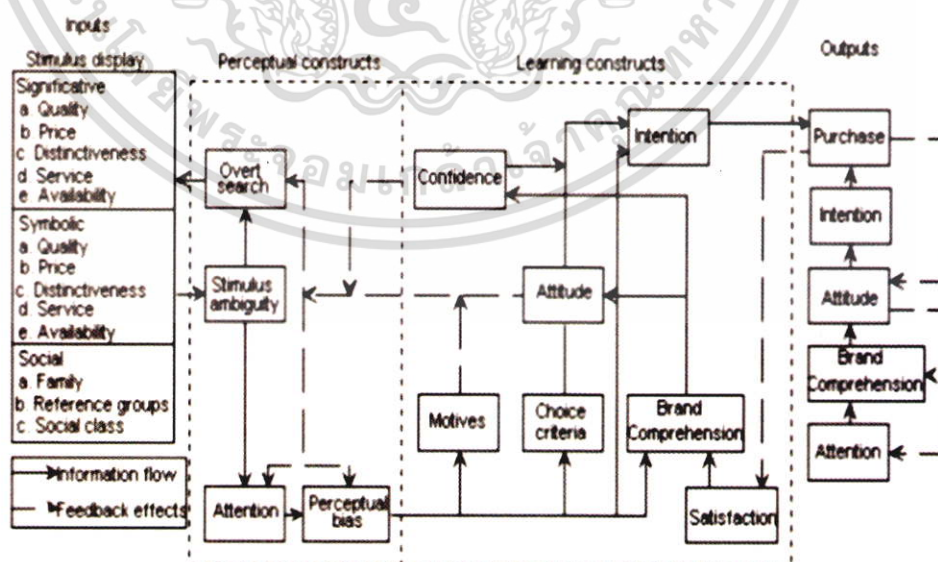 Inputs
Stimulus display
Significative
a. Quality
b Price
c Distinctiveness
d. Service
e. Availability
Symbolic
a. Quality
b. Price
c. Distinctiveness
d. Service
e. Availability
Social
a. Family
b. Reference groups
c. Social class
Information flow
Feedback effects
Perceptual constructs
Overt
search
Stimulus
ambiguity
Attention
Perceptual
bias
Learning constructs
Confidence
Intention
Attitude
Motives
Choice
criteria
Brand
Comprehension
Satisfaction
Outputs
Purchase
Intention
Attitude
Brand
Comprehension
Attention